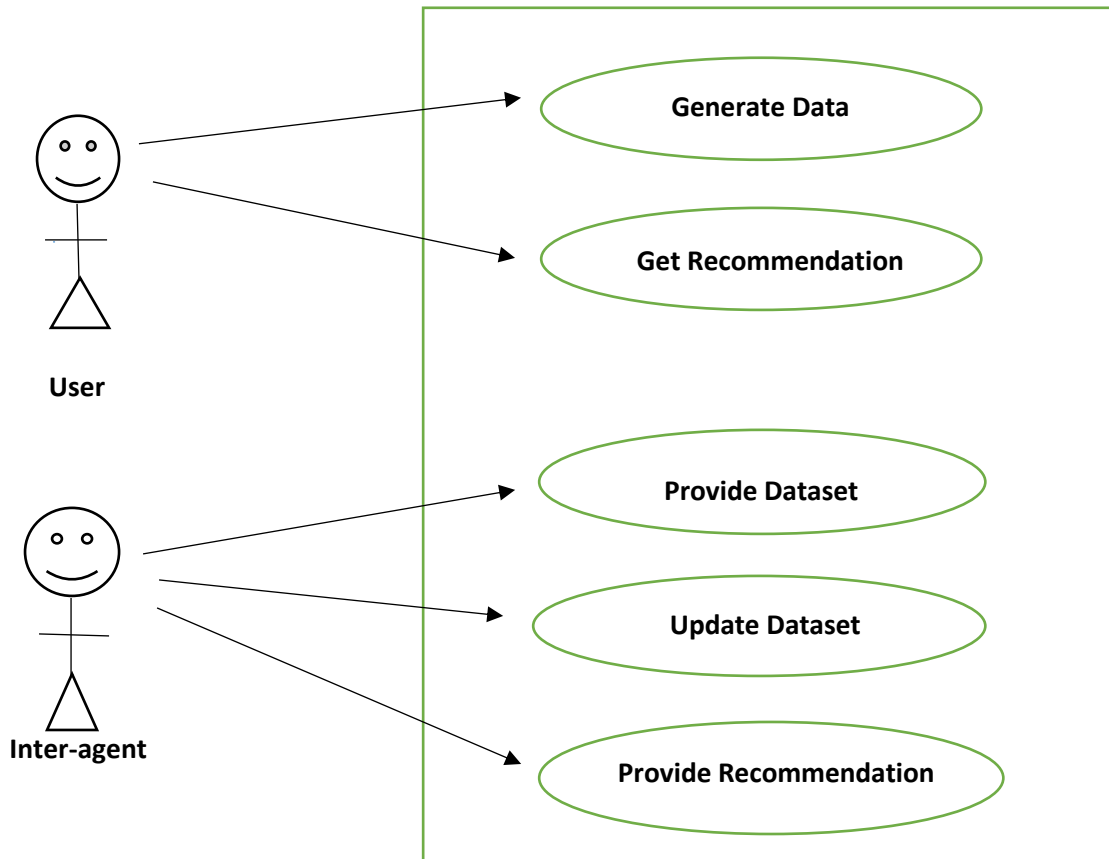 Generate Data
Get Recommendation
User
Provide Dataset
Update Dataset
Inter-agent
Provide Recommendation